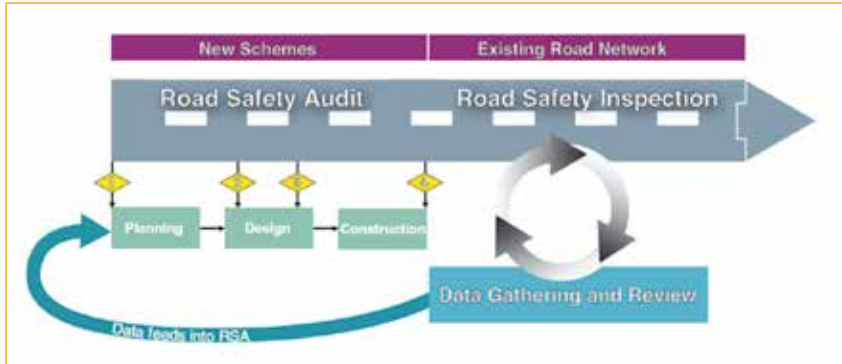 New Schemes
Existing Road Network
Road Safety Audit
Road Safety Inspection
Planning
Design
Construction
Data Gathering and Review
Data feeds into RSA